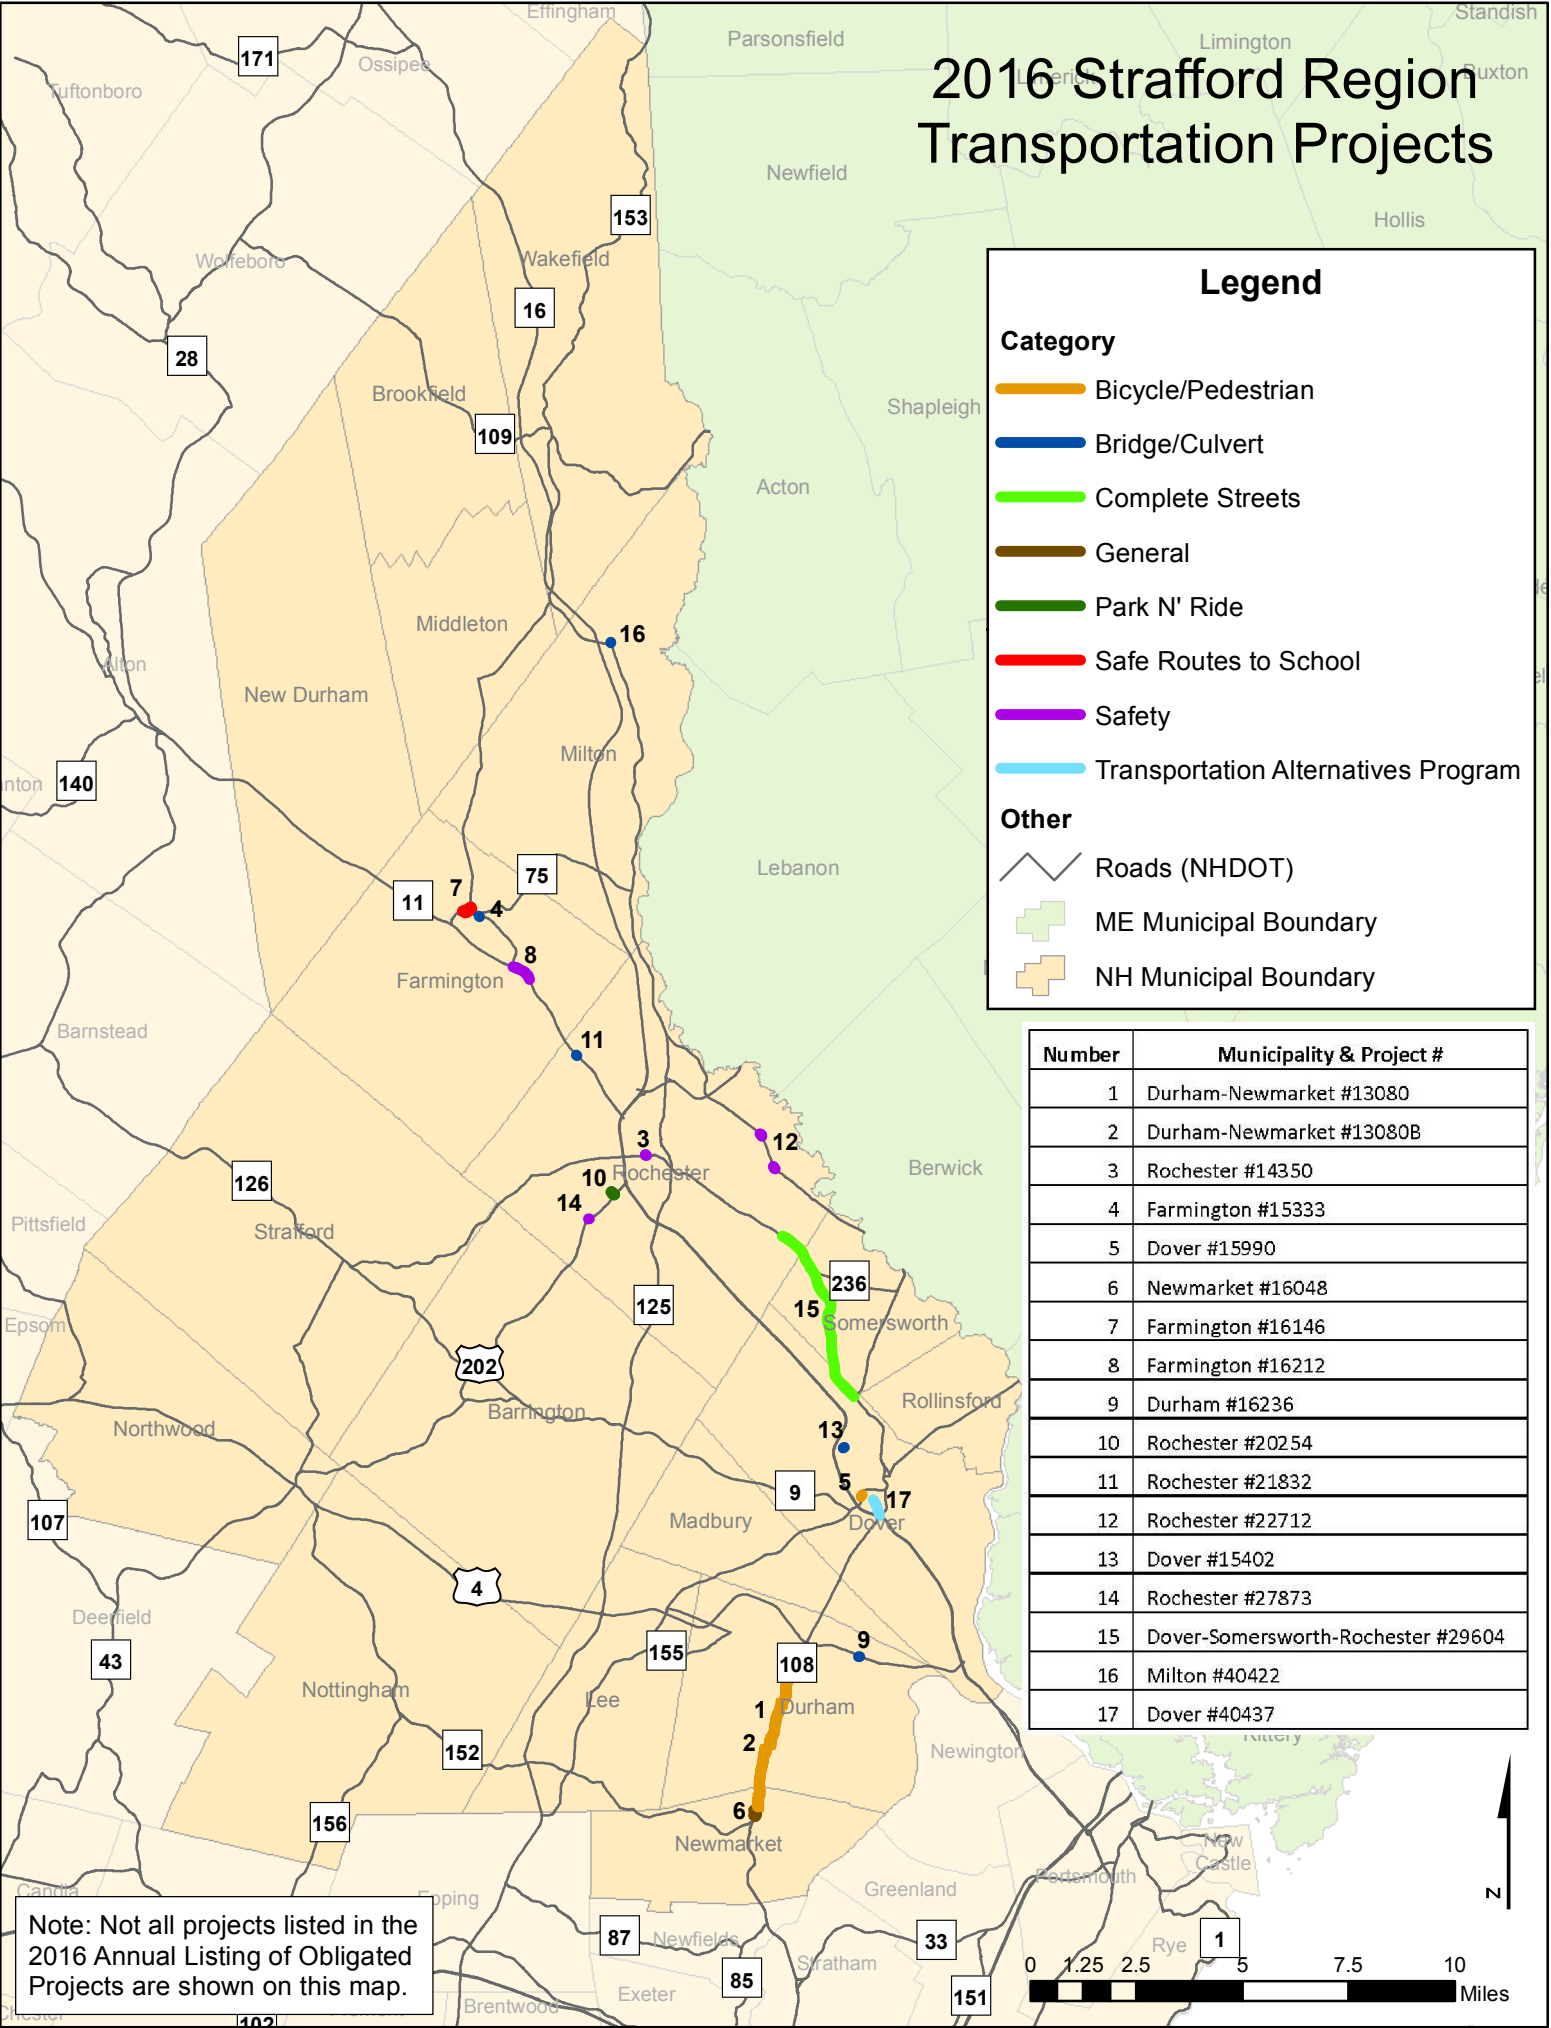 2016 Strafford Region
Transportation Projects
Effingham
Parsonsfield
Standish
Limington
Buxton
171
Ossipee
Tuftonboro
Newfield
Hollis
153
Wolfeboro
Wakefield
16
28
Brookfield
109
Shapleigh
Acton
Middleton
16
Alton
New Durham
Milton
140
Lebanon
75
7
11
4
8
Farmington
Barnstead
11
3
12
Rochester
Berwick
10
126
14
Pittsfield
Strafford
236
125
15
Somersworth
Epsom
202
Rollinsford
Barrington
Northwood
13
5
9
17
107
Madbury
Dover
4
Deerfield
9
155
43
108
Nottingham
Lee
1
Durham
2
152
Newington
Kittery
156
6
Newmarket
New
Castle
Portsmouth
Candia
Epping
Greenland
87
Newfields
33
Rye
1
Stratham
85
Exeter
151
Brentwood
Chester
102
Legend
Category
Bicycle/Pedestrian
Bridge/Culvert
Complete Streets
General
Park N' Ride
Safe Routes to School
Safety
Transportation Alternatives Program
Other
Roads (NHDOT)
ME Municipal Boundary
NH Municipal Boundary
Number Municipality & Project #
1 Durham-Newmarket #13080
2 Durham-Newmarket #13080B
3 Rochester #14350
4 Farmington #15333
5 Dover #15990
6 Newmarket #16048
7 Farmington #16146
8 Farmington #16212
9 Durham #16236
10 Rochester #20254
11 Rochester #21832
12 Rochester #22712
13 Dover #15402
14 Rochester #27873
15 Dover-Somersworth-Rochester #29604
16 Milton #40422
17 Dover #40437
Note: Not all projects listed in the
2016 Annual Listing of Obligated
Projects are shown on this map.
N
0 1.25 2.5 5 7.5 10
Miles